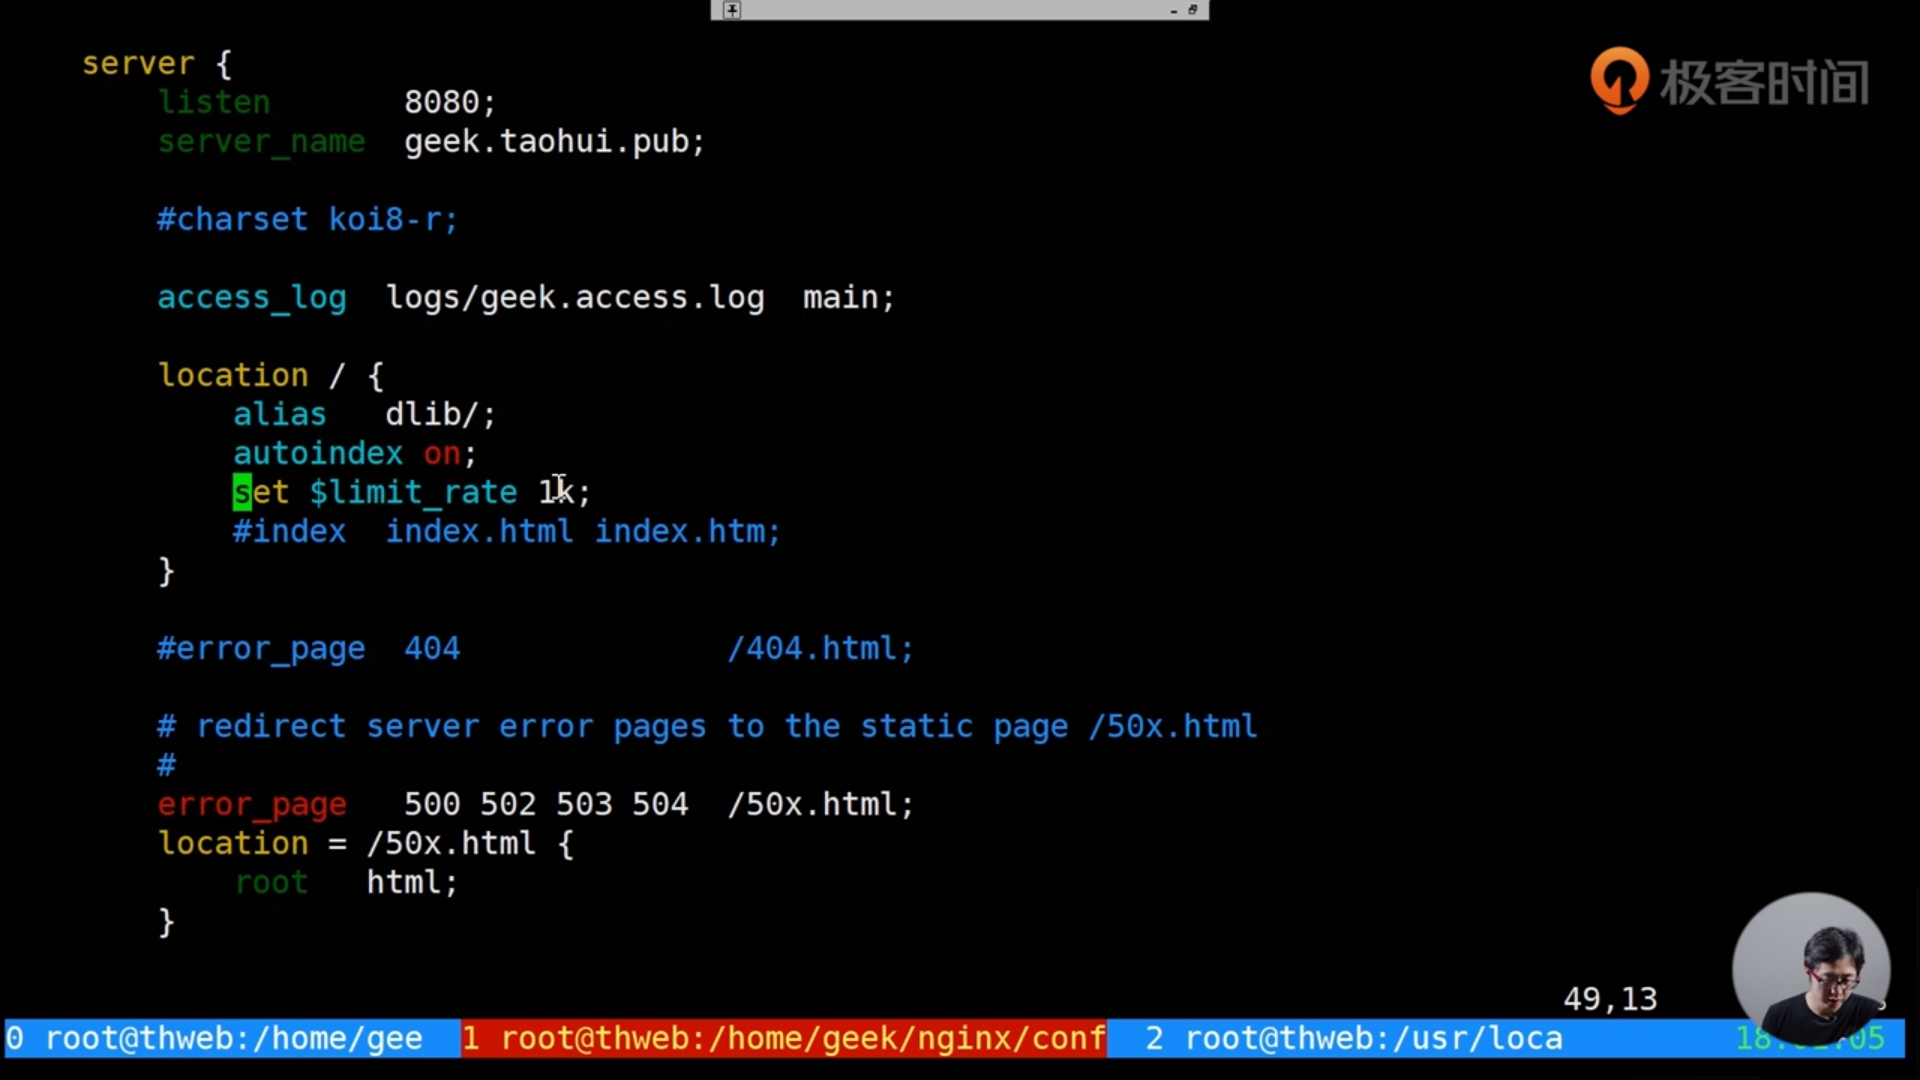 server {
listen 8080;
server_name geek.taohui.pub;
极客时间
#charset koi8-r;
access_log logs/geek.access.log main;
location / {
alias dlib/;
autoindex on;
set $limit_rate 1k;
#index index.html index.htm;
}
#error_page 404 /404.html;
# redirect server error pages to the static page /50x.html
#
error_page 500 502 503 504 /50x.html;
location = /50x.html {
root html;
}
49,13
0 root@thweb:/home/gee 1 root@thweb:/home/geek/nginx/conf 2 root@thweb:/usr/loca